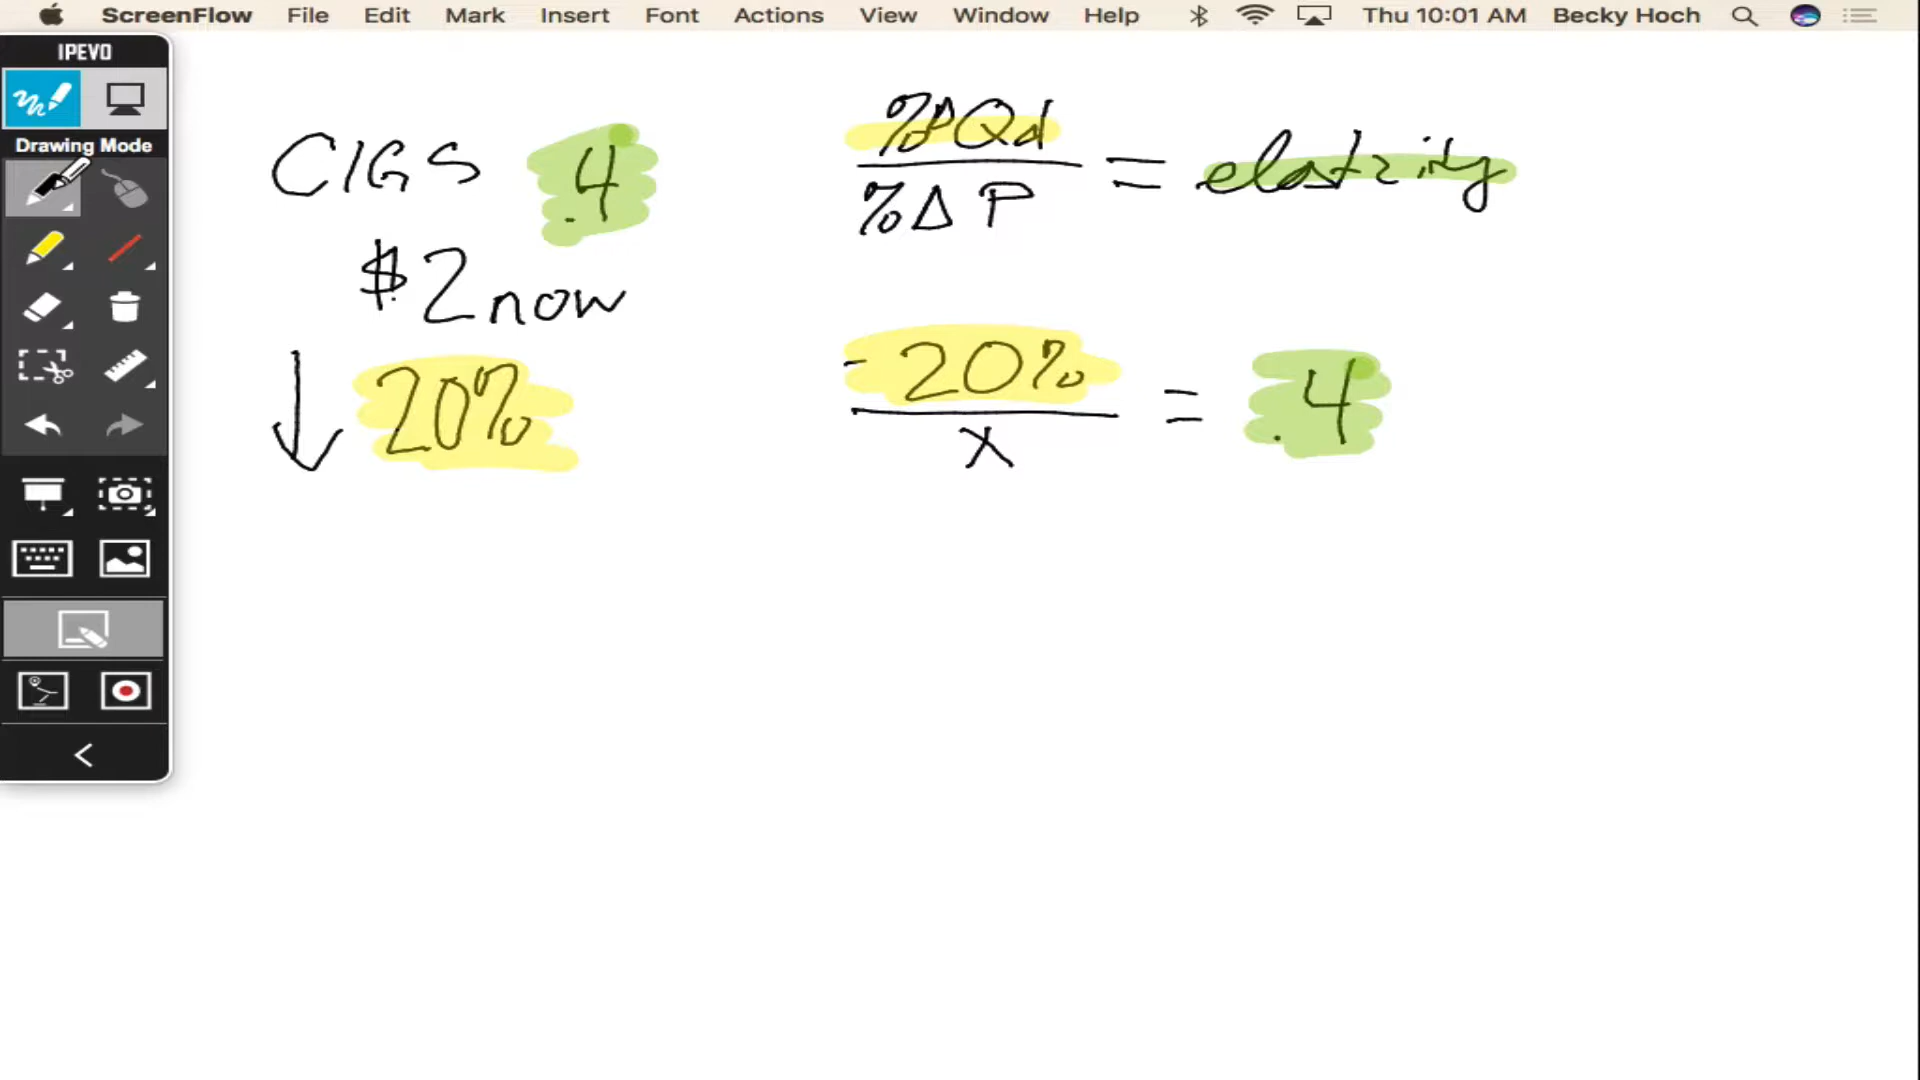 ScreenFlow File Edit Mark Insert Font Actions View Window Help Thu 10:01 AM Becky Hoch
IPEVO
Drawing Mode
CIGS .4
$2 now
↓ 20%
%ΔQd
%ΔP
= elasticity
-20%
x
= .4